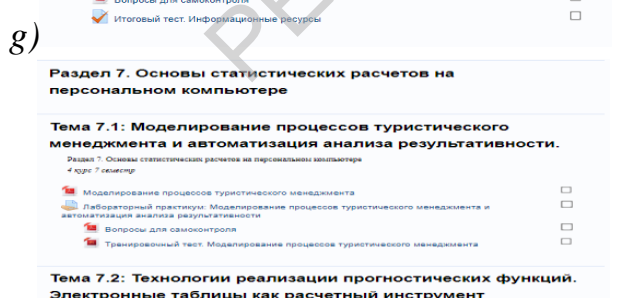 Вопросы для самоконтроля
Итоговый тест. Информационные ресурсы
g)
Раздел 7. Основы статистических расчетов на
персональном компьютере
Тема 7.1: Моделирование процессов туристического
менеджмента и автоматизация анализа результативности.
Раздел 7. Основы статистических расчетов на персональном компьютере
4 курс 7 семестр
Моделирование процессов туристического менеджмента
Лабораторный практикум: Моделирование процессов туристического менеджмента и
автоматизация анализа результативности
Вопросы для самоконтроля
Тренировочный тест. Моделирование процессов туристического менеджмента
Тема 7.2: Технологии реализации прогностических функций.
Электронные таблицы как расчетный инструмент